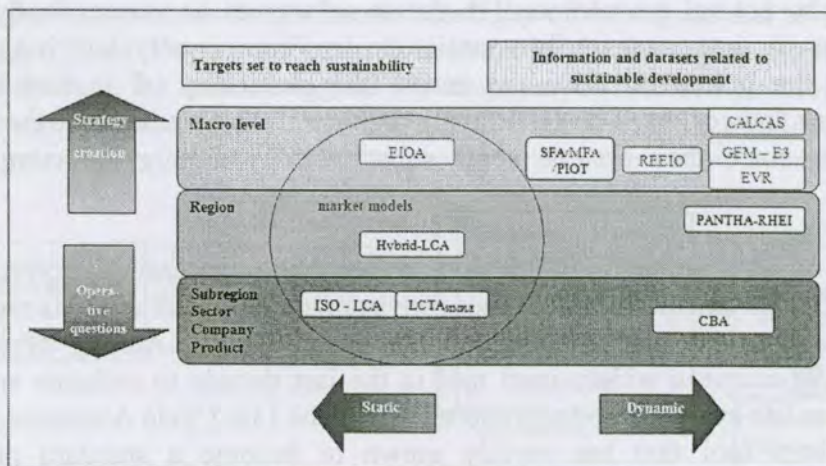 Targets set to reach sustainability
Information and datasets related to
sustainable development
Strategy
creation
Macro level
EIOA
SFA/MFA
/PIOT
REEIO
CALCAS
GEM – E3
EVR
Region
market models
PANTHA-RHEI
Hybrid-LCA
Opera-
tive
questions
Subregion
Sector
Company
Product
ISO - LCA
LCTA
CBA
Static
Dynamic